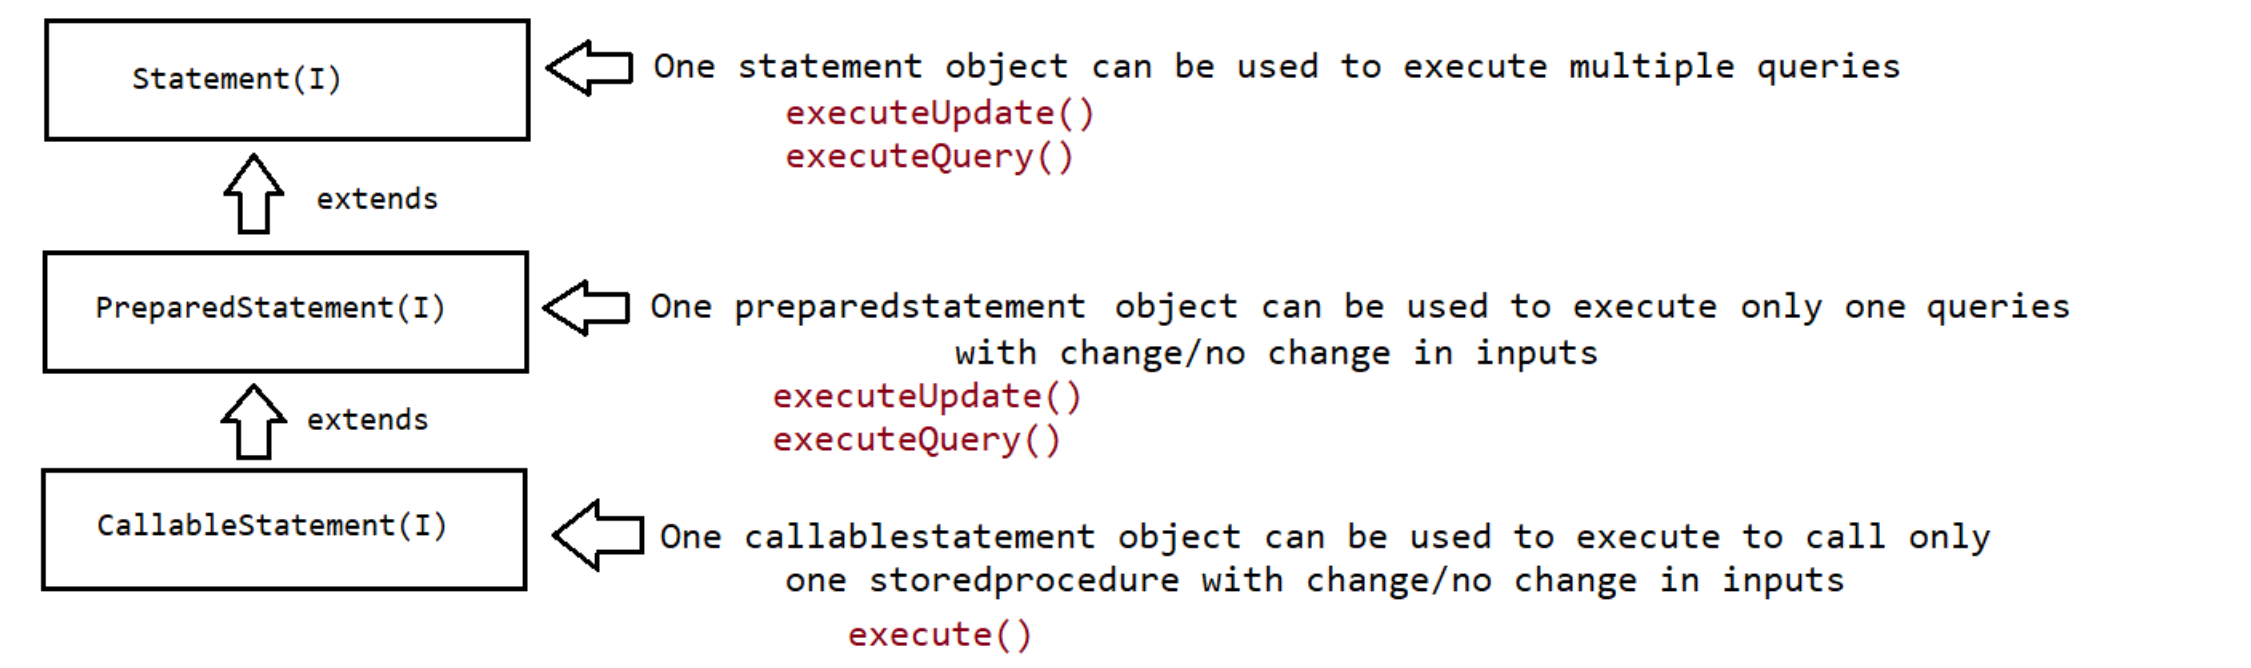 Statement(I)
One statement object can be used to execute multiple queries
executeUpdate()
executeQuery()
extends
PreparedStatement(I)
One preparedstatement object can be used to execute only one queries
with change/no change in inputs
executeUpdate()
executeQuery()
extends
CallableStatement(I)
One callablestatement object can be used to execute to call only
one storedprocedure with change/no change in inputs
execute()